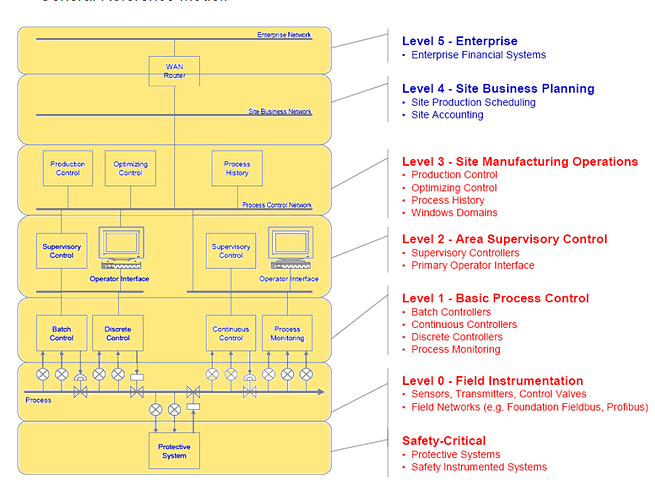 General Reference Model:
Enterprise Network
WAN
Router
Site Business Network
Production
Control
Optimizing
Control
Process
History
Process Control Network
Supervisory
Control
Operator Interface
Supervisory
Control
Operator Interface
Batch
Control
Discrete
Control
Continuous
Control
Process
Monitoring
Process
Protective
System
Level 5 - Enterprise
• Enterprise Financial Systems
Level 4 - Site Business Planning
• Site Production Scheduling
• Site Accounting
Level 3 - Site Manufacturing Operations
• Production Control
• Optimizing Control
• Process History
• Windows Domains
Level 2 - Area Supervisory Control
• Supervisory Controllers
• Primary Operator Interface
Level 1 - Basic Process Control
• Batch Controllers
• Continuous Controllers
• Discrete Controllers
• Process Monitoring
Level 0 - Field Instrumentation
• Sensors, Transmitters, Control Valves
• Field Networks (e.g. Foundation Fieldbus, Profibus)
Safety-Critical
• Protective Systems
• Safety Instrumented Systems